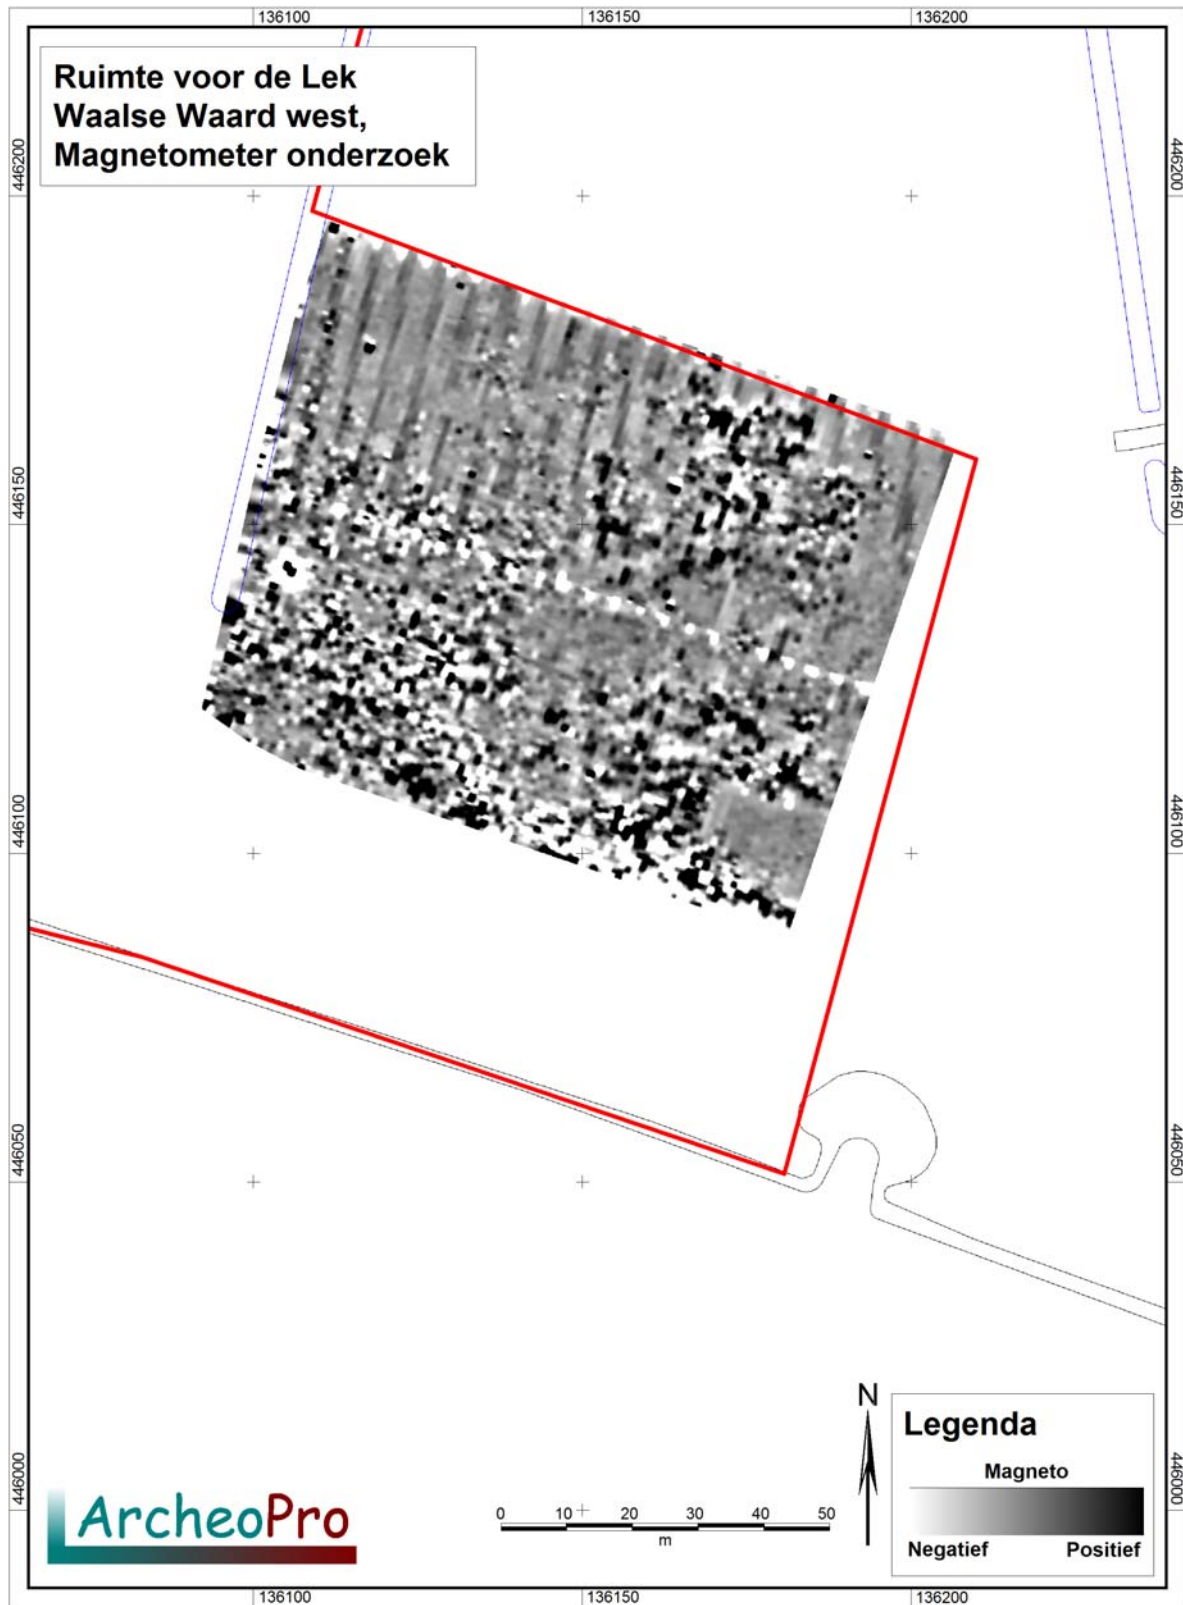 136100
136150
136200
Ruimte voor de Lek
Waalse Waard west,
Magnetometer onderzoek
446200
446200
446150
446150
446100
446100
446050
446050
446000
446000
N
Legenda
Magneto
Negatief
Positief
ArcheoPro
0 10 20 30 40 50
m
136100
136150
136200